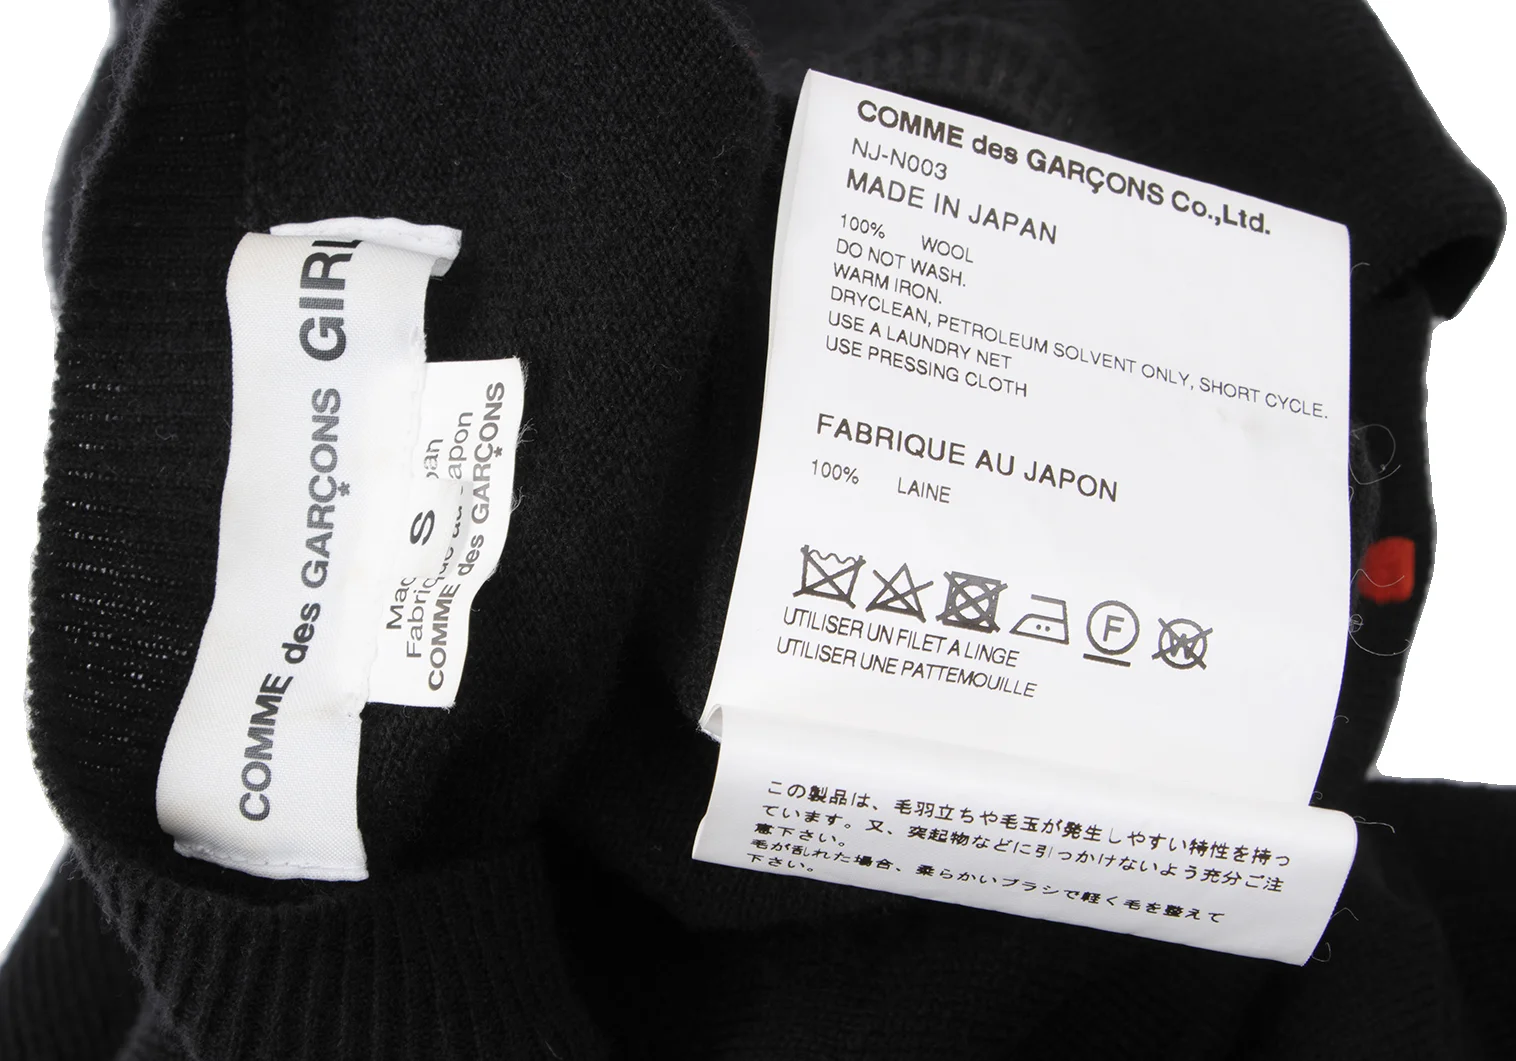 COMME des GARÇONS GIRL
S
COMME des GARÇONS
COMME des GARÇONS Co.,Ltd.
NJ-N003
MADE IN JAPAN
100% WOOL
DO NOT WASH.
WARM IRON.
DRYCLEAN, PETROLEUM SOLVENT ONLY, SHORT CYCLE.
USE A LAUNDRY NET
USE PRESSING CLOTH
FABRIQUE AU JAPON
100% LAINE
F
W
UTILISER UN FILET A LINGE
UTILISER UNE PATTEMOUILLE
この製品は、毛羽立ちや毛玉が発生しやすい特性を持っ
ています。又、突起物などに引っかけないよう充分ご注
意下さい。
毛が乱れた場合、柔らかいブラシで軽く毛を整えて
下さい。